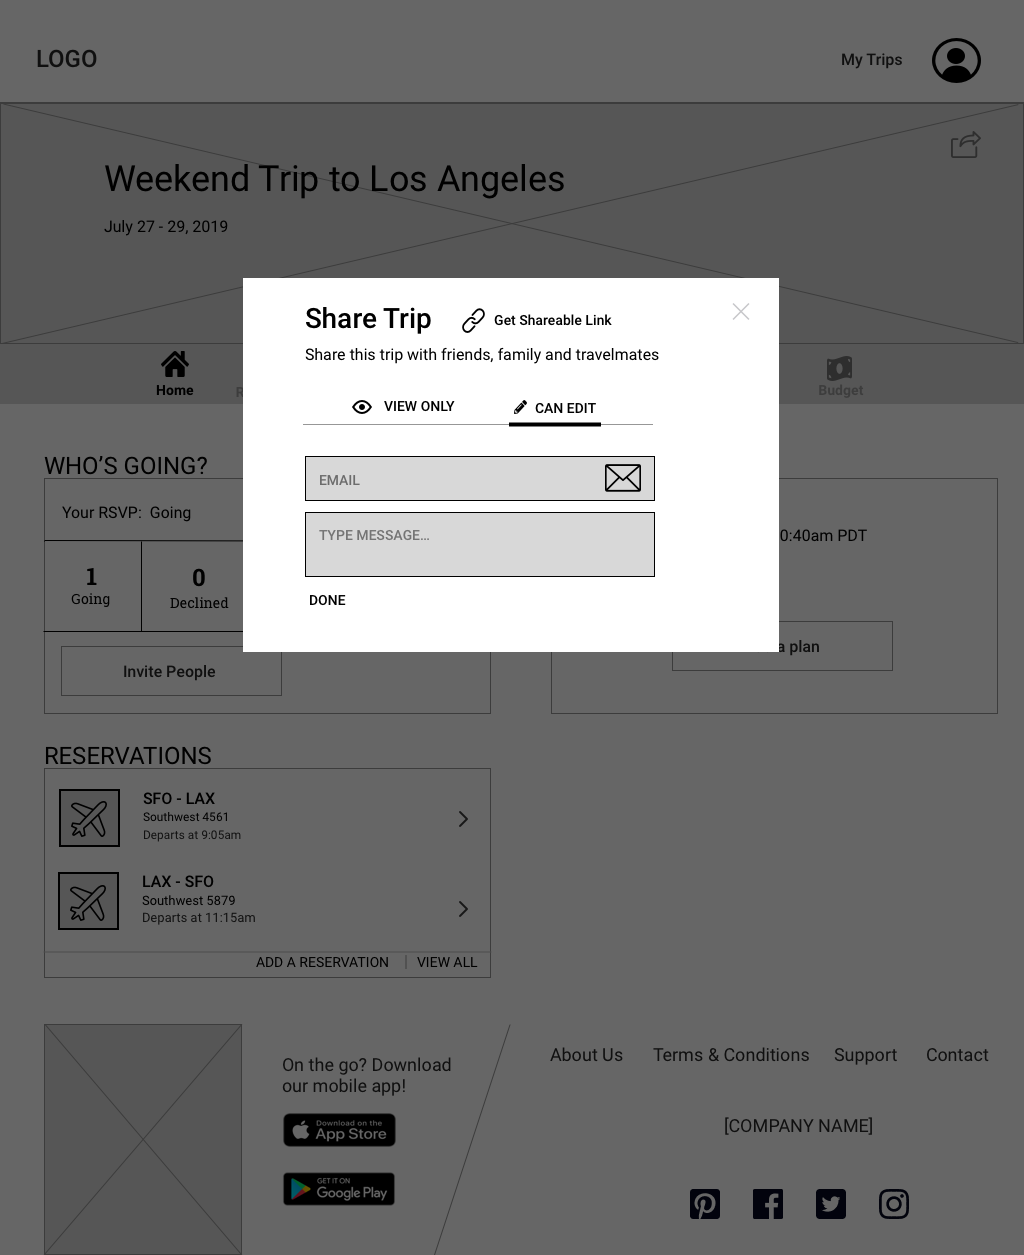 LOGO
My Trips
Weekend Trip to Los Angeles
July 27 - 29, 2019
Share Trip
Get Shareable Link
Share this trip with friends, family and travelmates
Home
Budget
VIEW ONLY
CAN EDIT
WHO’S GOING?
EMAIL
Your RSVP: Going
TYPE MESSAGE…
0:40am PDT
1
Going
0
Declined
DONE
a plan
Invite People
RESERVATIONS
SFO - LAX
Southwest 4561
Departs at 9:05am
LAX - SFO
Southwest 5879
Departs at 11:15am
ADD A RESERVATION
VIEW ALL
On the go? Download
our mobile app!
Download on the
App Store
GET IT ON
Google Play
About Us
Terms & Conditions
Support
Contact
[COMPANY NAME]